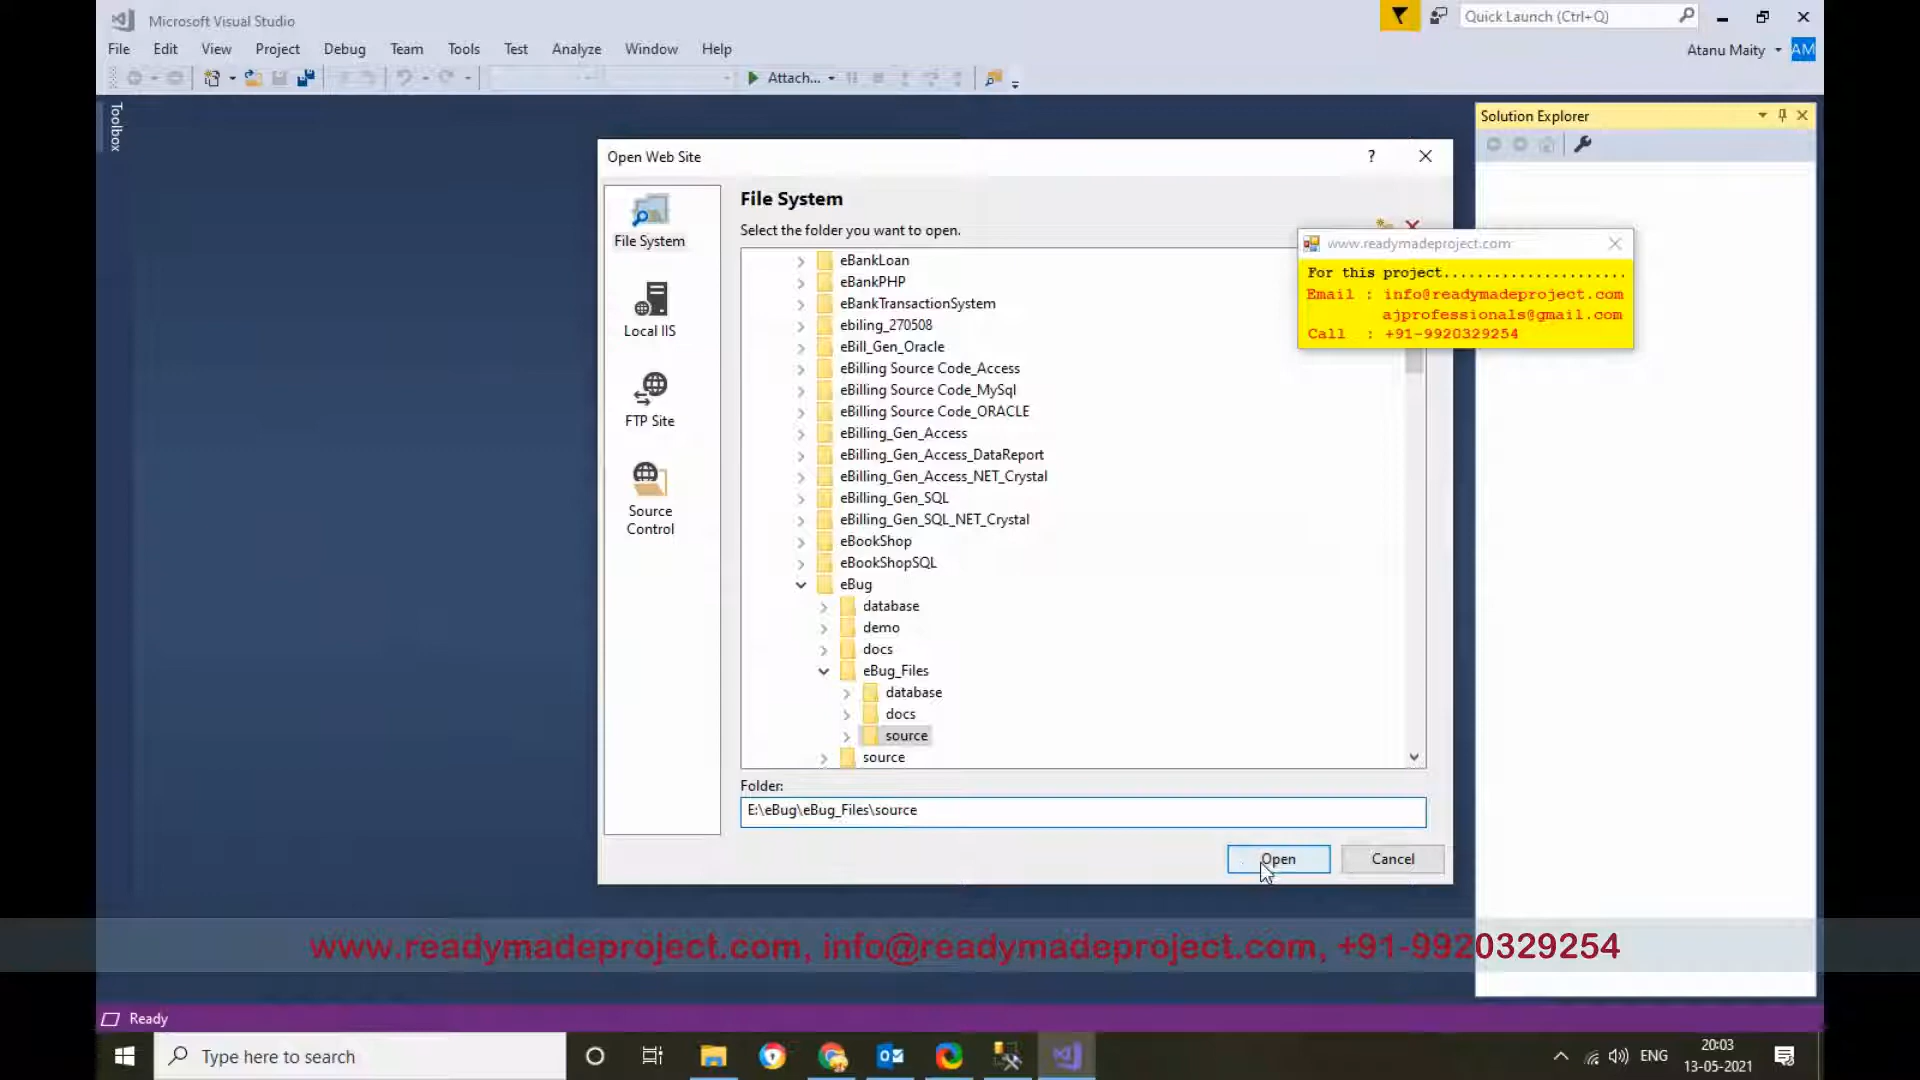 Microsoft Visual Studio
Quick Launch (Ctrl+Q)
File Edit View Project Debug Team Tools Test Analyze Window Help
Atanu Maity AM
Attach...
Toolbox
Solution Explorer
Open Web Site
?
File System
Select the folder you want to open.
File System
Local IIS
FTP Site
Source
Control
eBankLoan
eBankPHP
eBankTransactionSystem
ebiling_270508
eBill_Gen_Oracle
eBilling Source Code_Access
eBilling Source Code_MySql
eBilling Source Code_ORACLE
eBilling_Gen_Access
eBilling_Gen_Access_DataReport
eBilling_Gen_Access_NET_Crystal
eBilling_Gen_SQL
eBilling_Gen_SQL_NET_Crystal
eBookShop
eBookShopSQL
eBug
database
demo
docs
eBug_Files
database
docs
source
source
Folder:
E:\eBug\eBug_Files\source
Open Cancel
www.readymadeproject.com
For this project......................
Email : info@readymadeproject.com
ajprofessionals@gmail.com
Call : +91-9920329254
www.readymadeproject.com, info@readymadeproject.com, +91-9920329254
Ready
Type here to search
ENG
20:03
13-05-2021